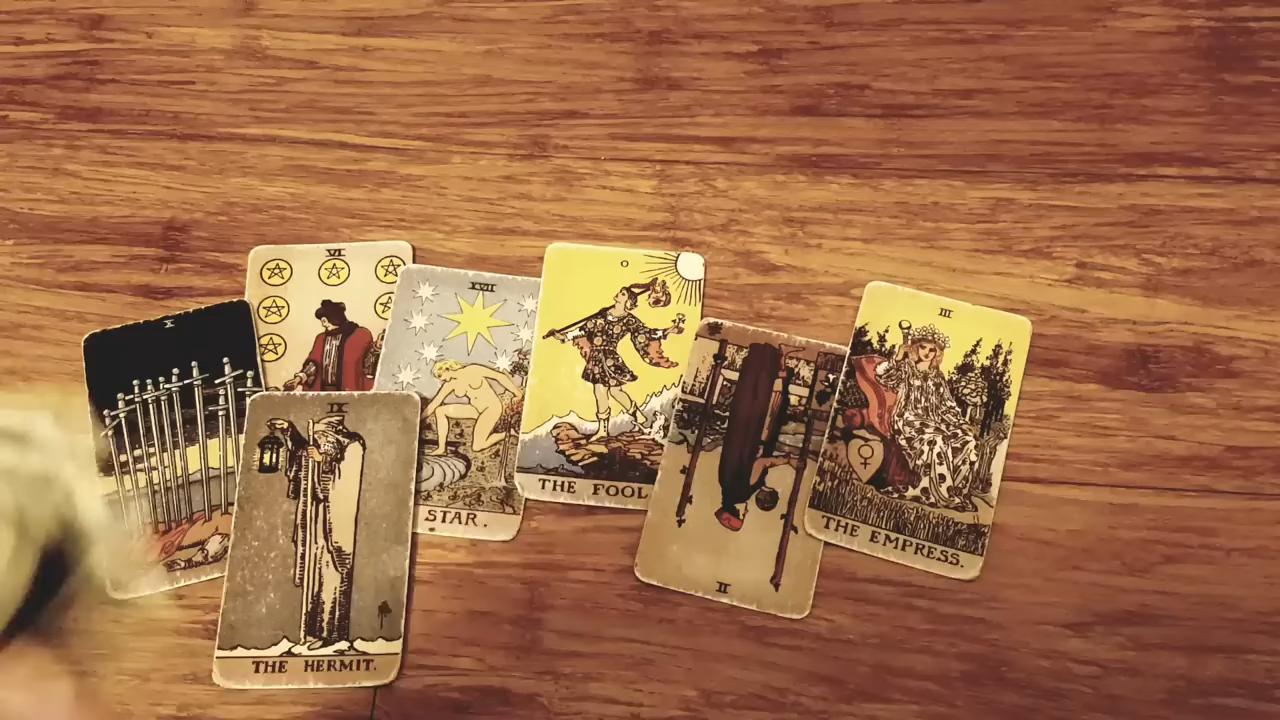 X
VI
IX
THE HERMIT.
XVII
STAR.
0
THE FOOL
II
III
THE EMPRESS.